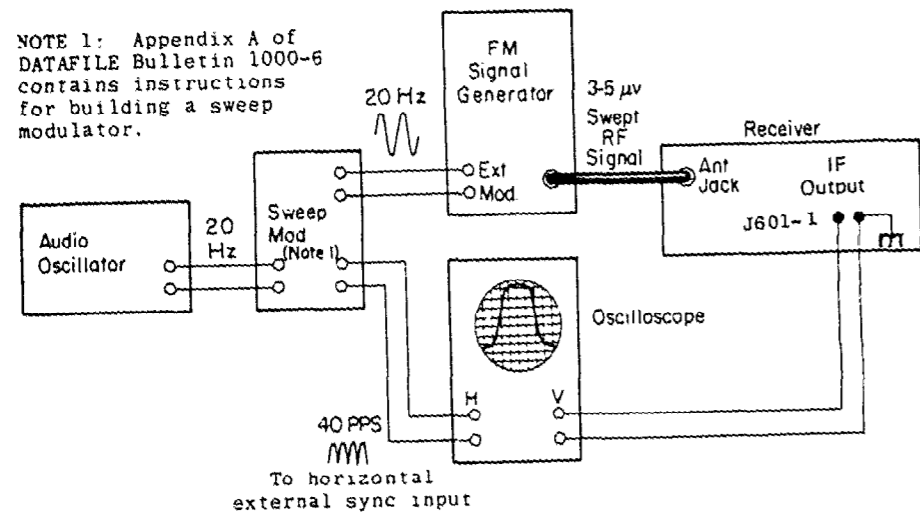 NOTE 1: Appendix A of
DATAFILE Bulletin 1000-6
contains instructions
for building a sweep
modulator.
FM
Signal
Generator
20 Hz
Ext
Mod.
3-5 μv
Swept
RF
Signal
Receiver
Ant
Jack
IF
Output
J601-1
Audio
Oscillator
20
Hz
Sweep
Mod
(Note 1)
Oscilloscope
H
V
40 PPS
To horizontal
external sync input